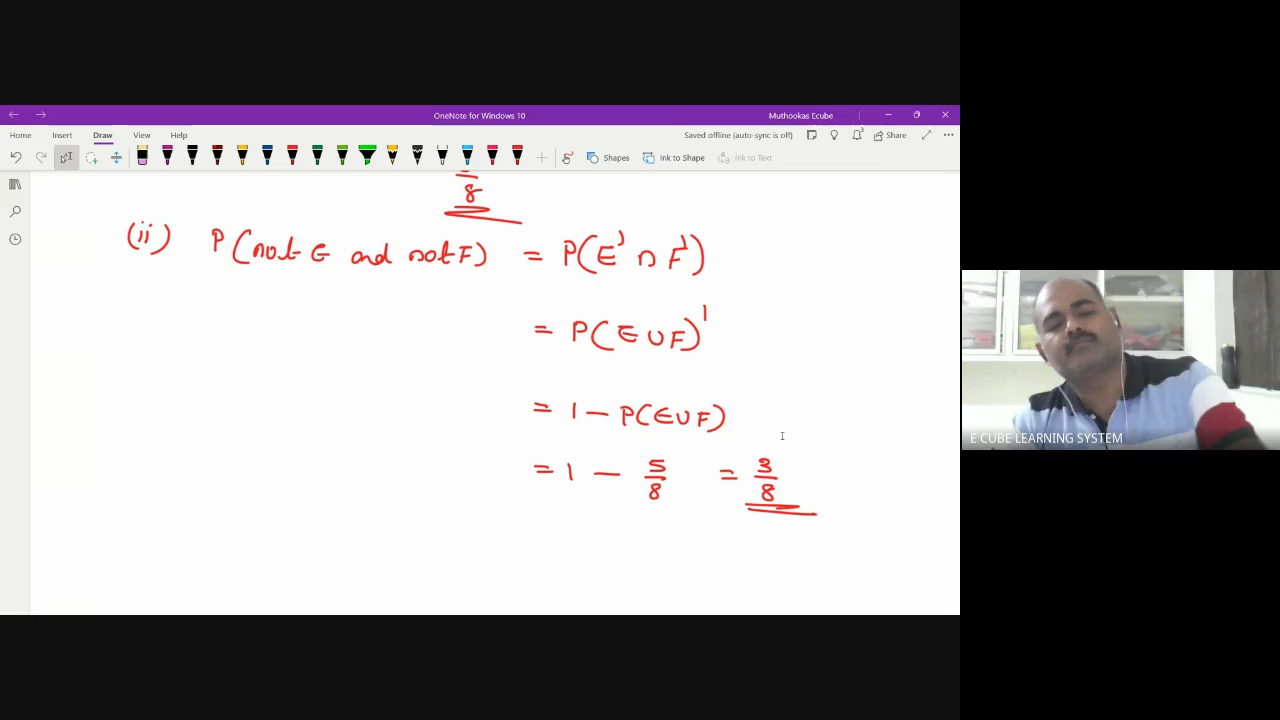 OneNote for Windows 10
Muthookas Ecube
Home Insert Draw View Help
Saved offline (auto-sync is off)
3
Share
Shapes
Ink to Shape
Ink to Text
8
(ii) P(not E and not F) = P(E' ∩ F')
= P(E ∪ F)'
= 1 - P(E ∪ F)
= 1 - 5/8 = 3/8
E CUBE LEARNING SYSTEM